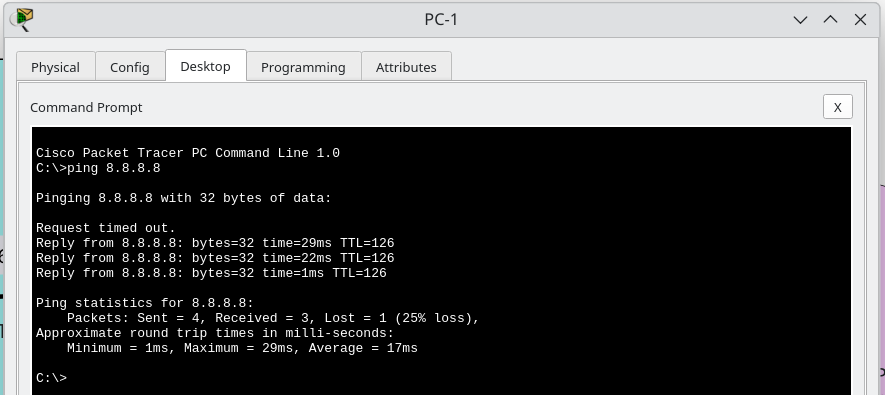 PC-1
Physical Config Desktop Programming Attributes
Command Prompt X
Cisco Packet Tracer PC Command Line 1.0
C:\>ping 8.8.8.8
Pinging 8.8.8.8 with 32 bytes of data:
Request timed out.
Reply from 8.8.8.8: bytes=32 time=29ms TTL=126
Reply from 8.8.8.8: bytes=32 time=22ms TTL=126
Reply from 8.8.8.8: bytes=32 time=1ms TTL=126
Ping statistics for 8.8.8.8:
    Packets: Sent = 4, Received = 3, Lost = 1 (25% loss),
Approximate round trip times in milli-seconds:
    Minimum = 1ms, Maximum = 29ms, Average = 17ms
C:\>